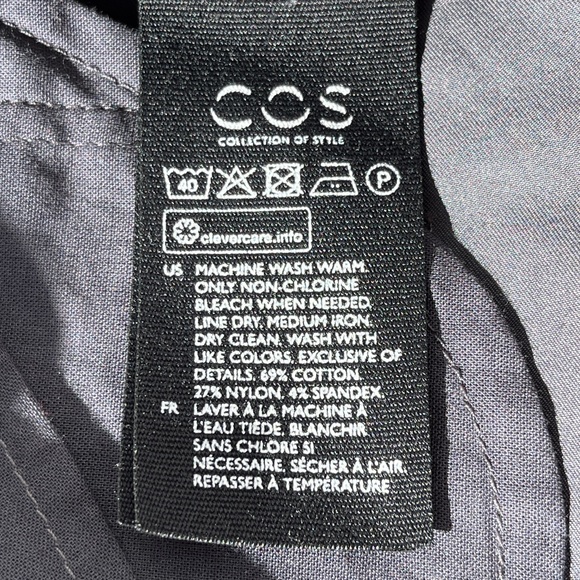 COS
COLLECTION OF STYLE
40 P
clevercare.info
US MACHINE WASH WARM.
ONLY NON-CHLORINE
BLEACH WHEN NEEDED.
LINE DRY. MEDIUM IRON.
DRY CLEAN. WASH WITH
LIKE COLORS. EXCLUSIVE OF
DETAILS, 69% COTTON.
27% NYLON. 4% SPANDEX.
FR LAVER À LA MACHINE À
L'EAU TIÈDE, BLANCHIR
SANS CHLORE SI
NÉCESSAIRE, SÉCHER À L'AIR.
REPASSER À TEMPÉRATURE